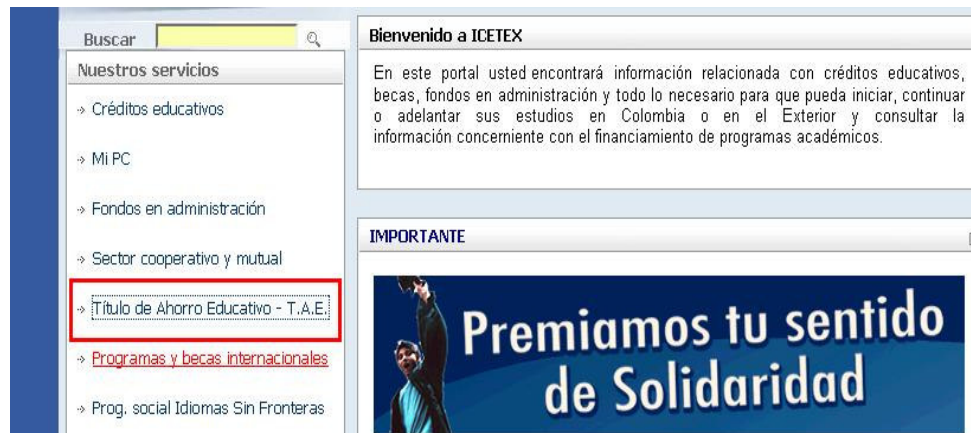 Buscar
Nuestros servicios
Créditos educativos
Mi PC
Fondos en administración
Sector cooperativo y mutual
Título de Ahorro Educativo - T.A.E.
Programas y becas internacionales
Prog. social Idiomas Sin Fronteras
Bienvenido a ICETEX
En este portal usted encontrará información relacionada con créditos educativos,
becas, fondos en administración y todo lo necesario para que pueda iniciar, continuar
o adelantar sus estudios en Colombia o en el Exterior y consultar la
información concerniente con el financiamiento de programas académicos.
IMPORTANTE
Premiamos tu sentido
de Solidaridad